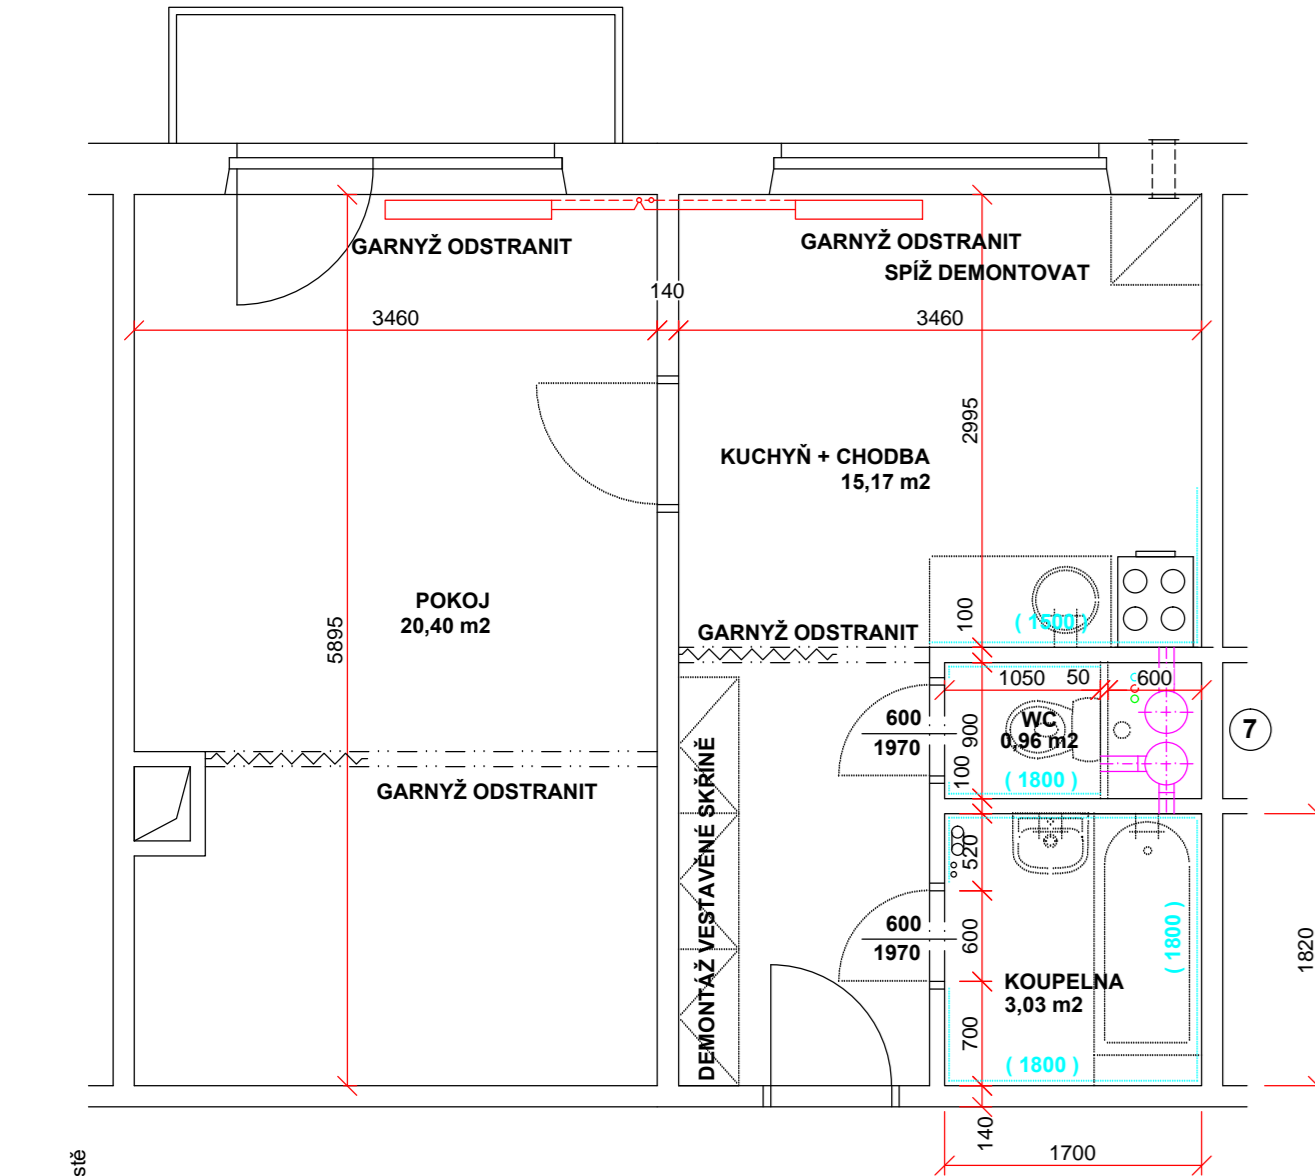 GARNYŽ ODSTRANIT
GARNYŽ ODSTRANIT
SPÍŽ DEMONTOVAT
140
3460
3460
2995
KUCHYŇ + CHODBA
15,17 m2
POKOJ
20,40 m2
5895
100
( 1500 )
GARNYŽ ODSTRANIT
1050
50
600
600
1970
900
WC
0,96 m2
7
100
( 1800 )
GARNYŽ ODSTRANIT
DEMONTÁŽ VESTAVĚNÉ SKŘÍNĚ
520
600
1970
600
( 1800 )
1820
KOUPELNA
3,03 m2
700
( 1800 )
140
1700
stě